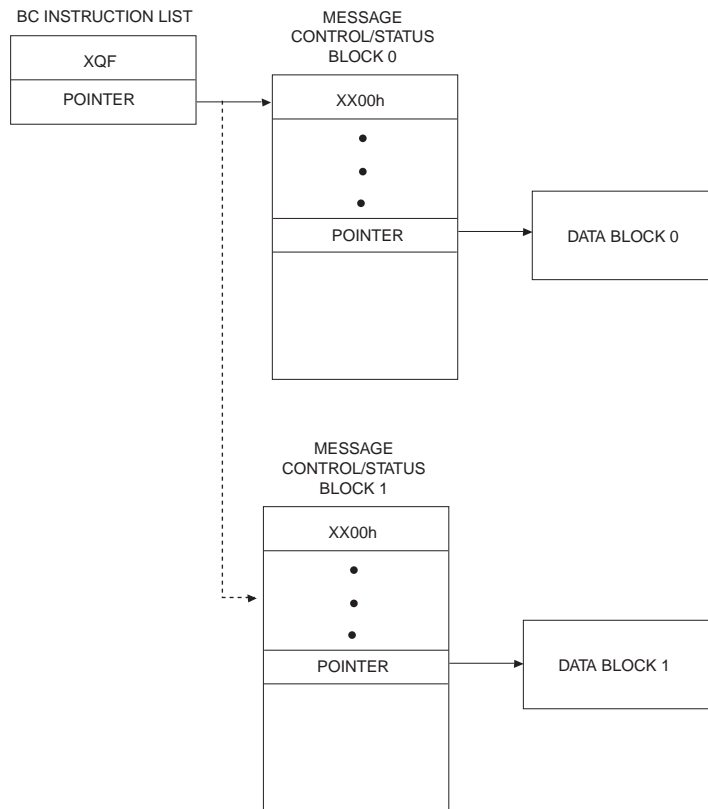 BC INSTRUCTION LIST
XQF
POINTER
MESSAGE
CONTROL/STATUS
BLOCK 0
XX00h
POINTER
DATA BLOCK 0
MESSAGE
CONTROL/STATUS
BLOCK 1
XX00h
POINTER
DATA BLOCK 1